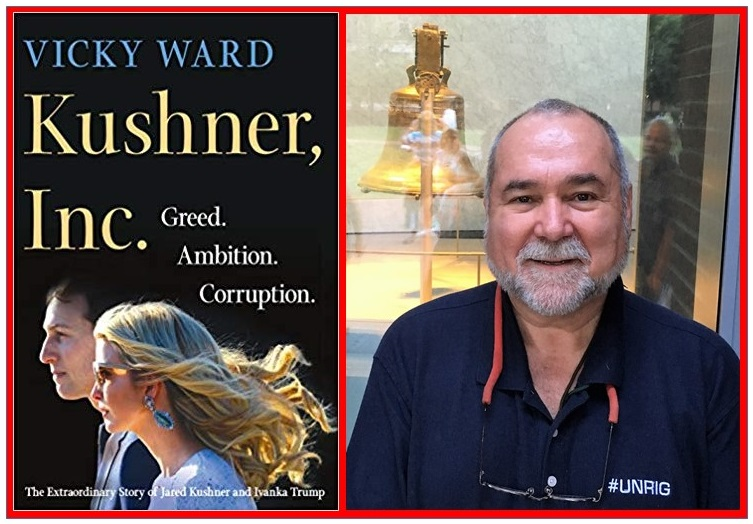 VICKY WARD
Kushner,
Inc.
Greed.
Ambition.
Corruption.
The Extraordinary Story of Jared Kushner and Ivanka Trump
#UNRIG